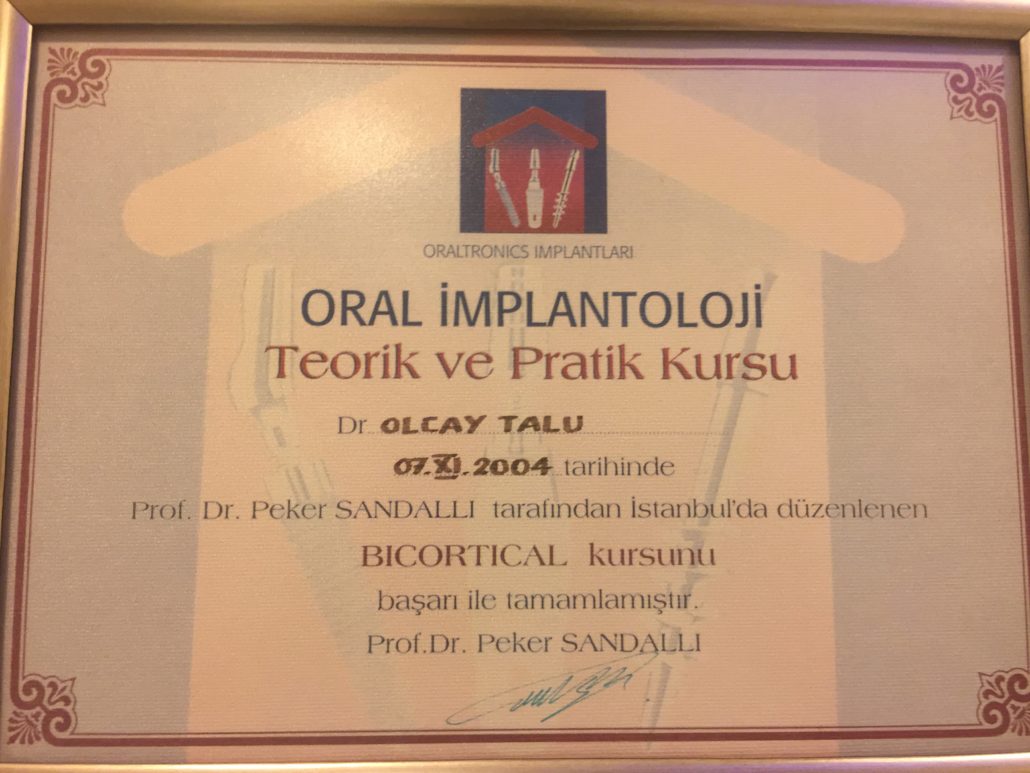 ORALTRONICS IMPLANTLARI
ORAL İMPLANTOLOJİ
Teorik ve Pratik Kursu
Dr OLCAY TALU
07.XI.2004 tarihinde
Prof. Dr. Peker SANDALLI tarafından İstanbul'da düzenlenen
BICORTICAL kursunu
başarı ile tamamlamıştır.
Prof.Dr. Peker SANDALLI